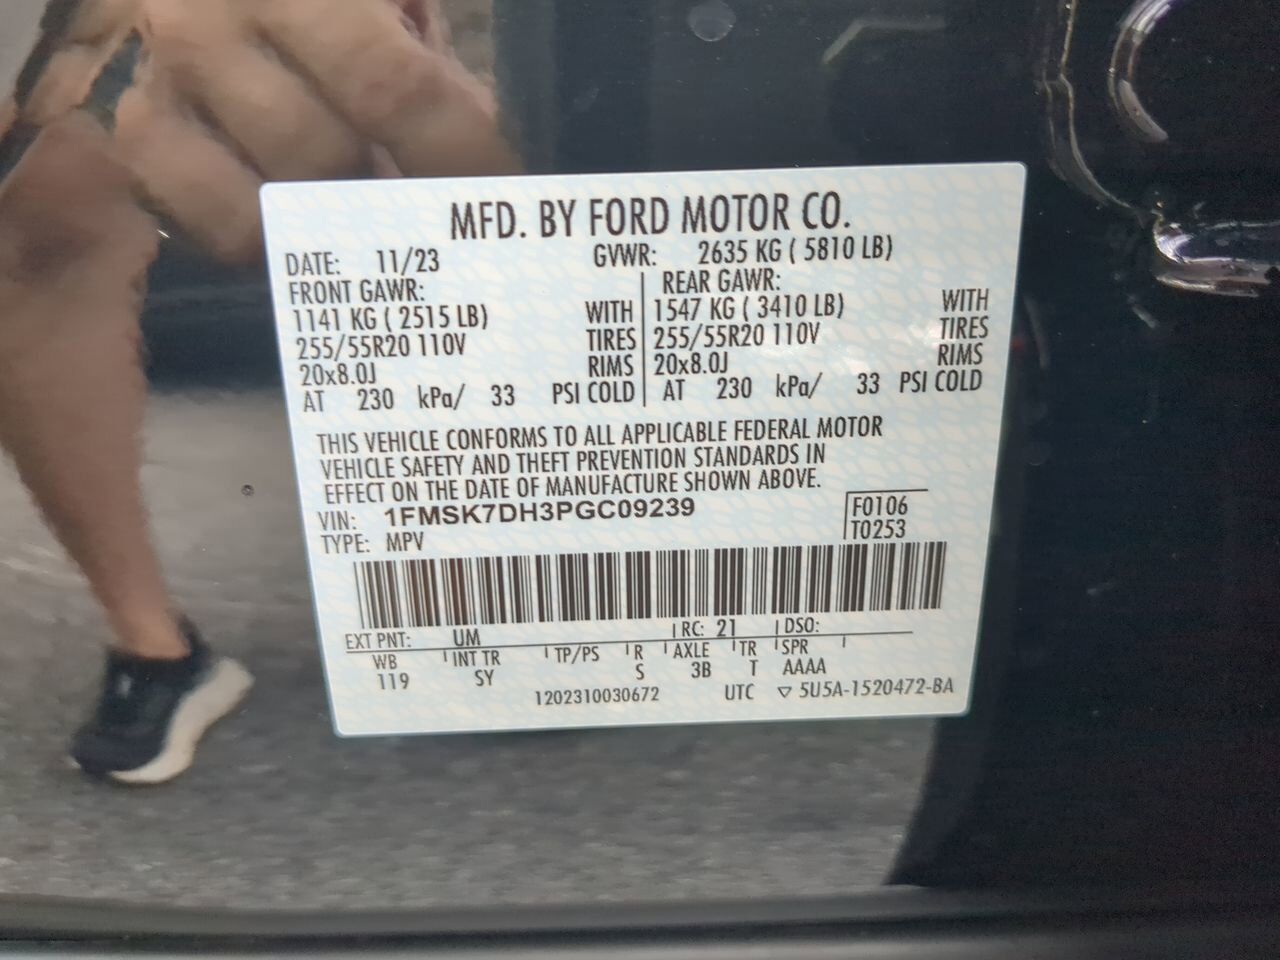 MFD. BY FORD MOTOR CO.
DATE: 11/23 GVWR: 2635 KG ( 5810 LB)
FRONT GAWR: REAR GAWR:
1141 KG ( 2515 LB) WITH 1547 KG ( 3410 LB) WITH
255/55R20 110V TIRES 255/55R20 110V TIRES
20x8.0J RIMS 20x8.0J RIMS
AT 230 kPa/ 33 PSI COLD AT 230 kPa/ 33 PSI COLD
THIS VEHICLE CONFORMS TO ALL APPLICABLE FEDERAL MOTOR
VEHICLE SAFETY AND THEFT PREVENTION STANDARDS IN
EFFECT ON THE DATE OF MANUFACTURE SHOWN ABOVE.
VIN: 1FMSK7DH3PGC09239 F0106
TYPE: MPV T0253
EXT PNT: UM RC: 21 DSO:
WB INT TR TP/PS R AXLE TR SPR
119 SY S 3B T AAAA
1202310030672 UTC ▽ 5U5A-1520472-BA